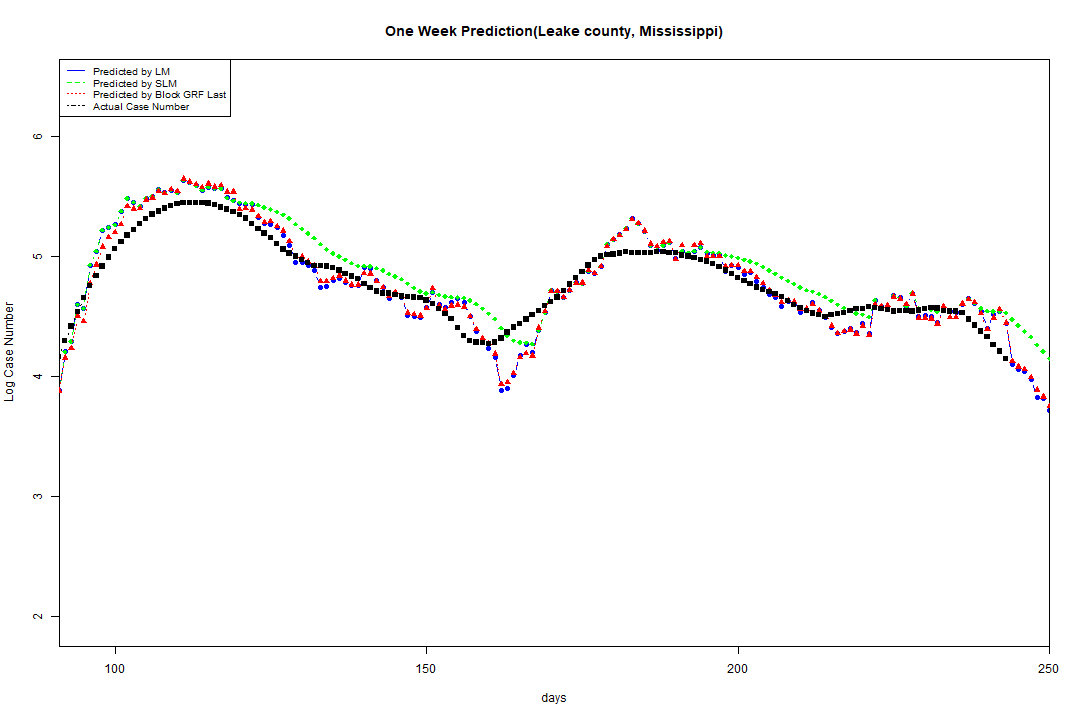 One Week Prediction(Leake county, Mississippi)
Predicted by LM
Predicted by SLM
Predicted by Block GRF Last
Actual Case Number
6
5
4
3
2
Log Case Number
100
150
200
250
days